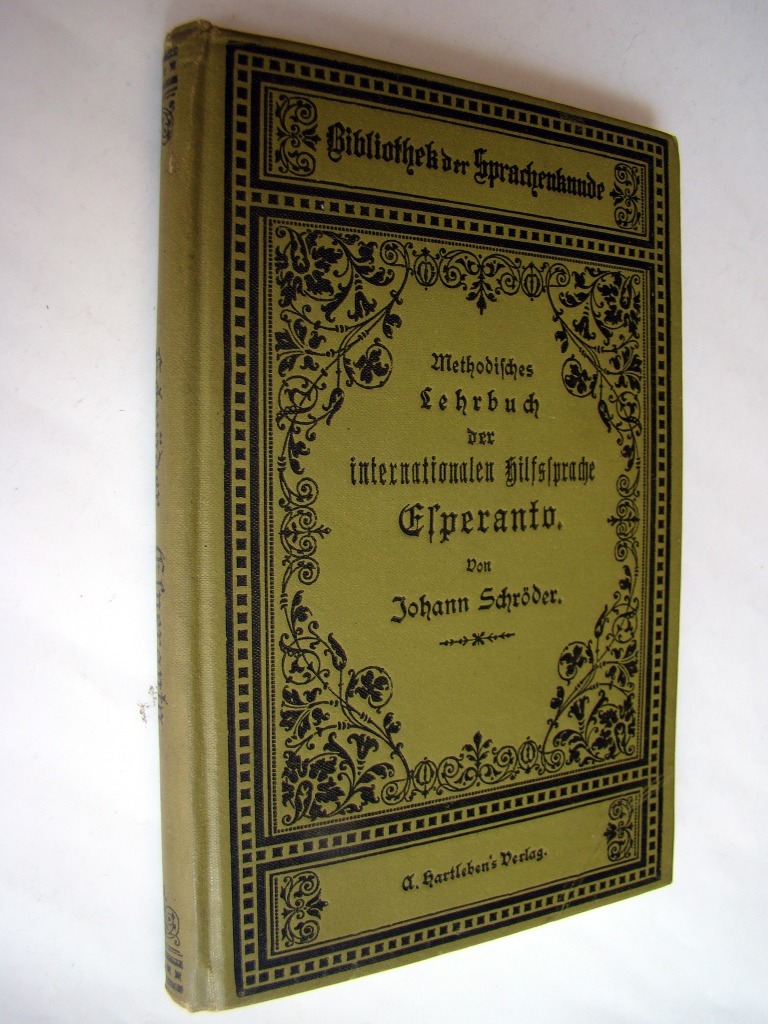 Bibliothek der Sprachenkunde
Methodisches
Lehrbuch
der
internationalen Hilfssprache
Esperanto.
Von
Johann Schröder.
A. Hartleben's Verlag.